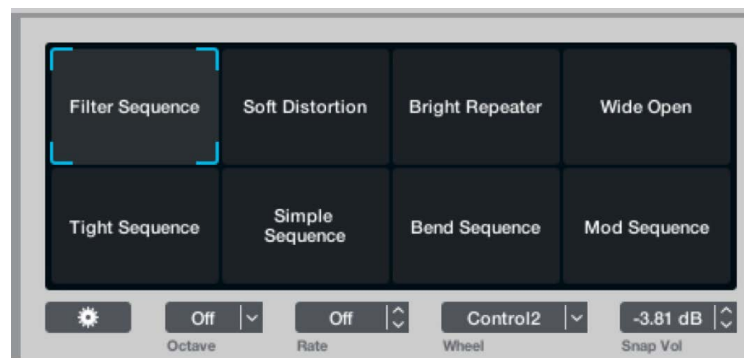 Filter Sequence
Soft Distortion
Bright Repeater
Wide Open
Tight Sequence
Simple
Sequence
Bend Sequence
Mod Sequence
Off
Off
Control2
-3.81 dB
Octave
Rate
Wheel
Snap Vol